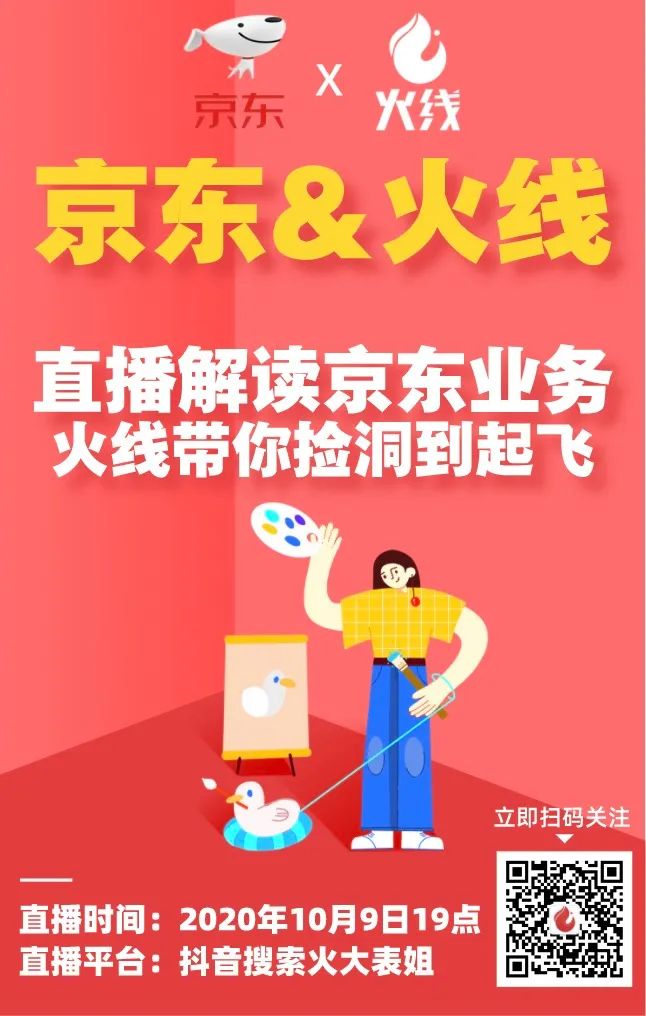 京东 X 火线
京东&火线
直播解读京东业务
火线带你捡洞到起飞
立即扫码关注
直播时间：2020年10月9日19点
直播平台：抖音搜索火大表姐